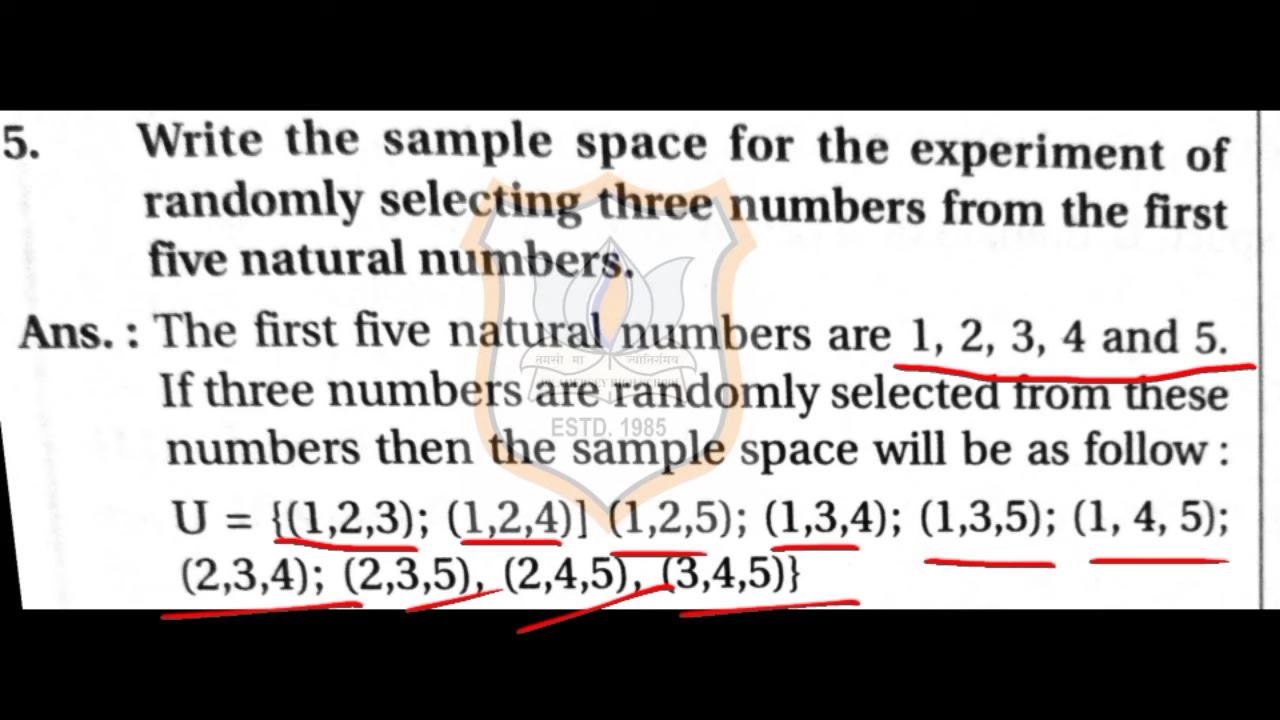 5. Write the sample space for the experiment of
randomly selecting three numbers from the first
five natural numbers.
Ans. : The first five natural numbers are 1, 2, 3, 4 and 5.
If three numbers are randomly selected from these
numbers then the sample space will be as follow :
U = {(1,2,3); (1,2,4)] (1,2,5); (1,3,4); (1,3,5); (1, 4, 5);
(2,3,4); (2,3,5), (2,4,5), (3,4,5)}
तमसो मा ज्योतिर्गमय
ESTD. 1985